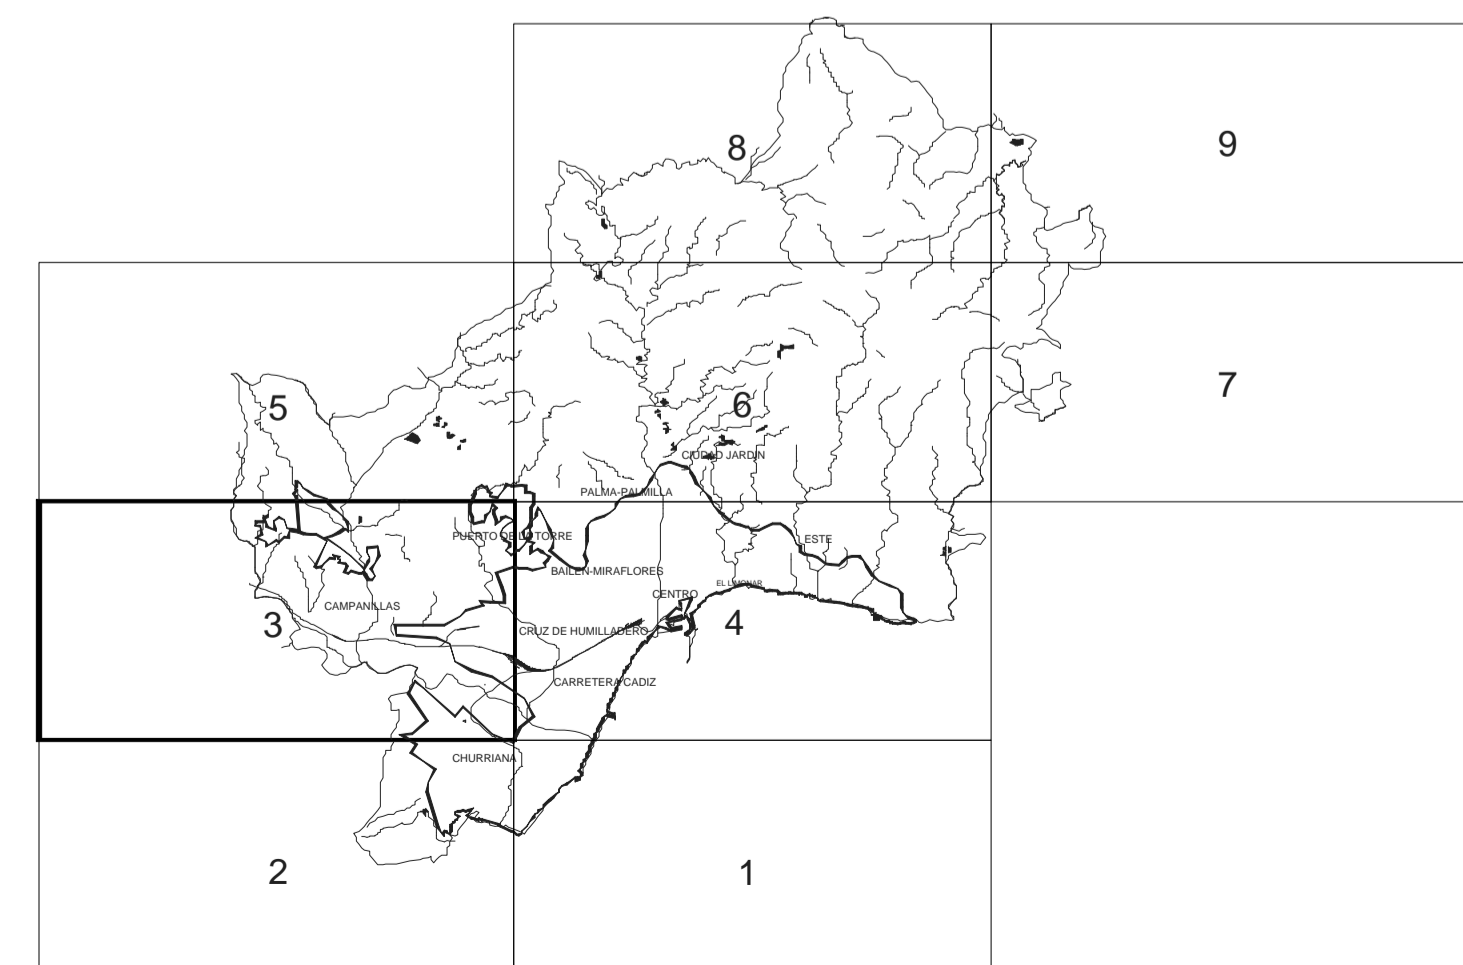 8
9
5
6
7
CIUDAD JARDIN
PALMA-PALMILLA
PUERTO DE LA TORRE
ESTE
BAILEN-MIRAFLORES
EL LIMONAR
CENTRO
CAMPANILLAS
3
CRUZ DE HUMILLADERO
4
CARRETERA CADIZ
CHURRIANA
2
1